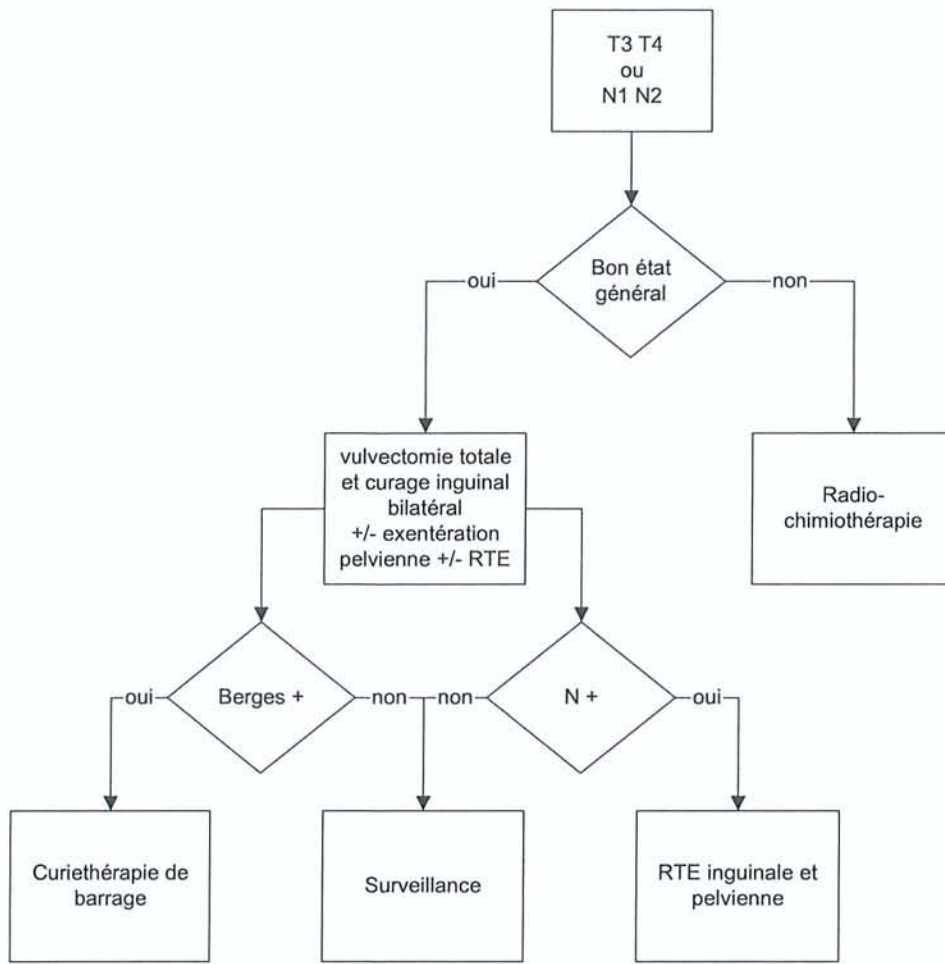 T3 T4
ou
N1 N2
Bon état
général
oui
non
vulvectomie totale
et curage inguinal
bilatéral
+/- exentération
pelvienne +/- RTE
Radio-
chimiothérapie
oui
Berges +
non
non
N +
oui
Curiethérapie de
barrage
Surveillance
RTE inguinale et
pelvienne